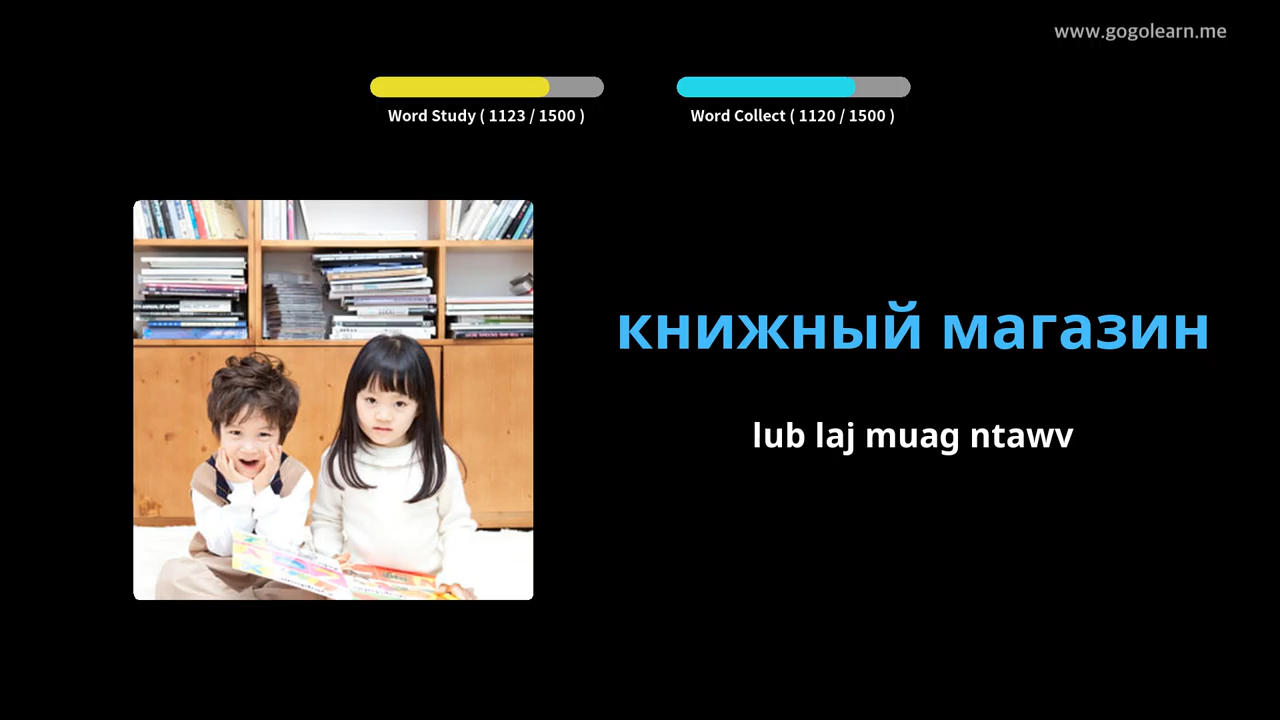 www.gogolearn.me
Word Study ( 1123 / 1500 )
Word Collect ( 1120 / 1500 )
книжный магазин
lub laj muag ntawv